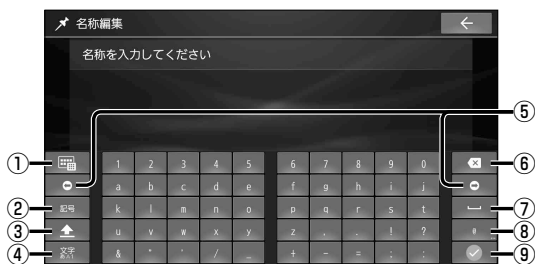 名称編集
名称を入力してください
⑤
① 1 2 3 4 5 6 7 8 9 0 ⑥
a b c d e f g h i j
② 記号 k l m n o p q r s t ⑦
③ u v w x y z , . ! ? ⑧
④ 文字 & " ' / _ + - = ; : ⑨